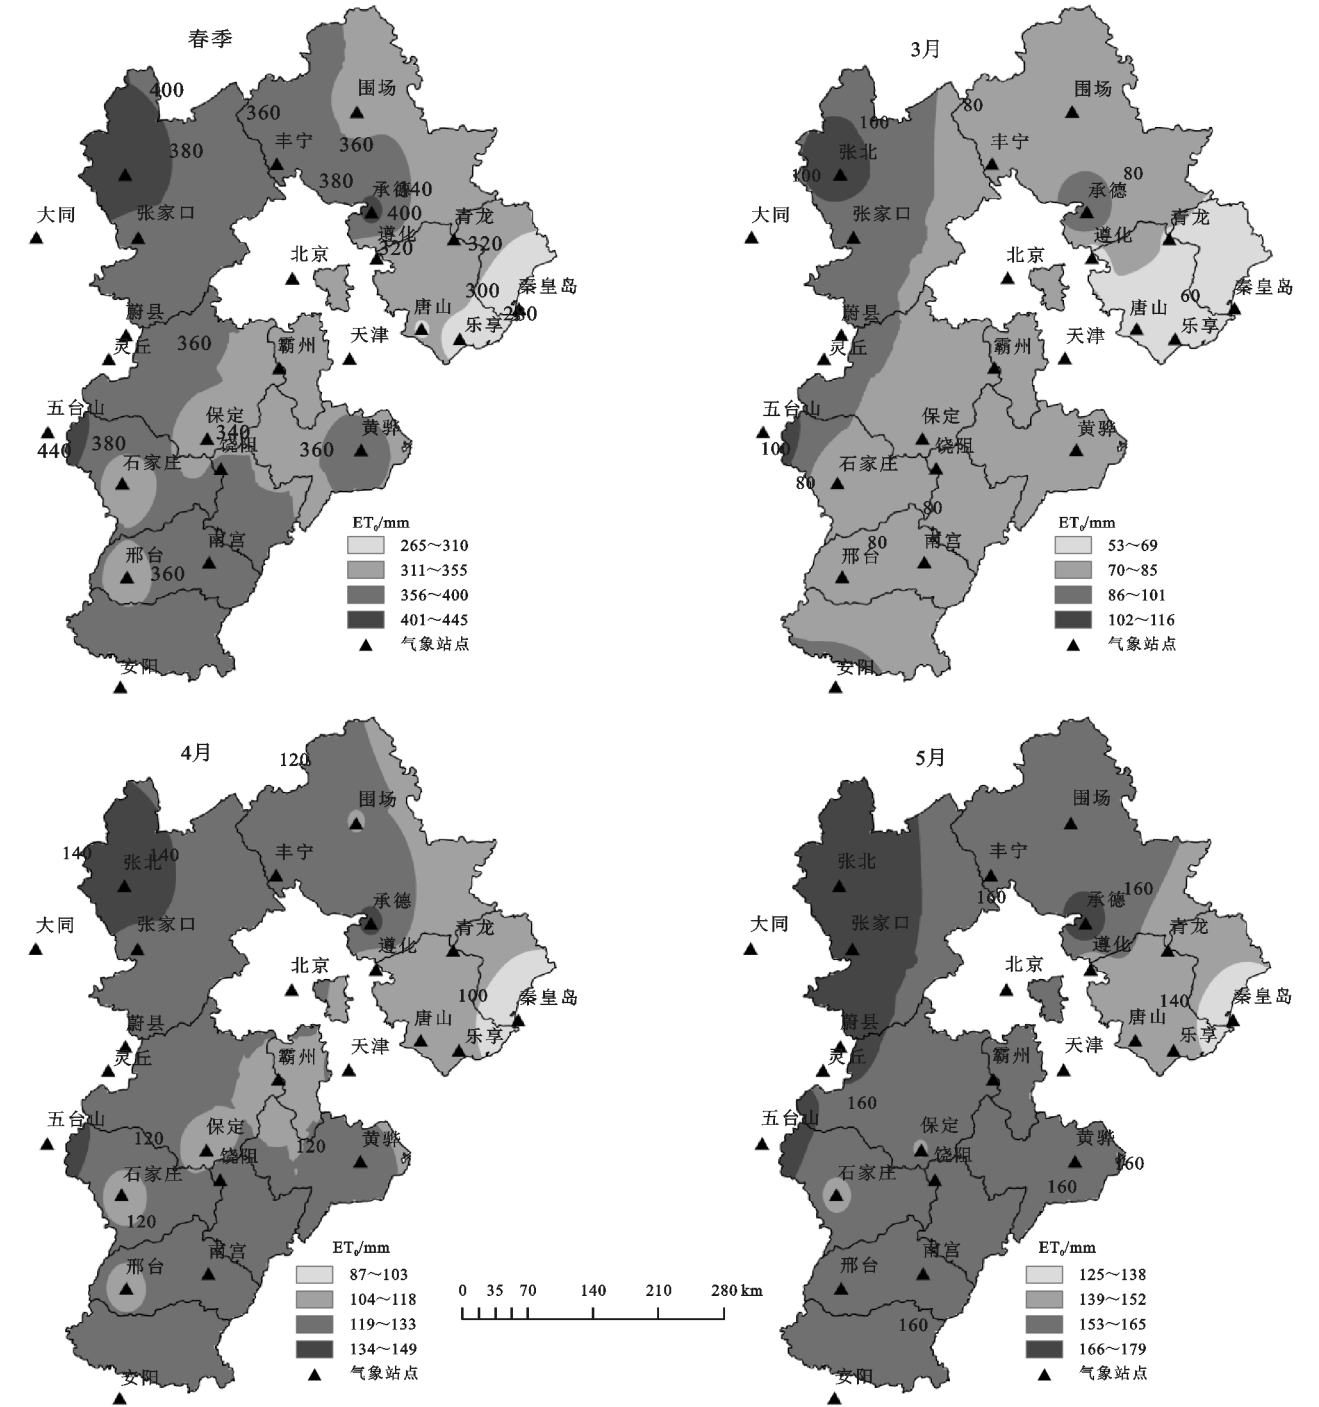 春季
400
360
围场
380
丰宁
360
380
承德
340
400
大同
张家口
青龙
遵化
320
320
北京
300
秦皇岛
280
唐山
乐亭
蔚县
灵丘
360
霸州
天津
五台山
保定
340
黄骅
440
380
饶阳
360
石家庄
邢台
南宫
360
安阳
ET₀/mm
265～310
311～355
356～400
401～445
气象站点
3月
80
围场
100
张北
100
丰宁
80
承德
大同
张家口
青龙
遵化
北京
60
秦皇岛
唐山
乐亭
蔚县
灵丘
霸州
天津
五台山
保定
黄骅
100
饶阳
石家庄
80
80
80
邢台
南宫
安阳
ET₀/mm
53～69
70～85
86～101
102～116
气象站点
4月
120
围场
140
140
张北
丰宁
承德
大同
张家口
青龙
遵化
北京
100
秦皇岛
唐山
乐亭
蔚县
灵丘
霸州
天津
五台山
保定
120
120
黄骅
饶阳
石家庄
120
邢台
南宫
安阳
ET₀/mm
87～103
104～118
119～133
134～149
气象站点
0 35 70 140 210 280 km
5月
围场
张北
丰宁
160
160
承德
大同
张家口
青龙
遵化
北京
140
秦皇岛
唐山
乐亭
蔚县
灵丘
霸州
天津
160
五台山
保定
黄骅
160
饶阳
石家庄
160
邢台
南宫
160
安阳
ET₀/mm
125～138
139～152
153～165
166～179
气象站点